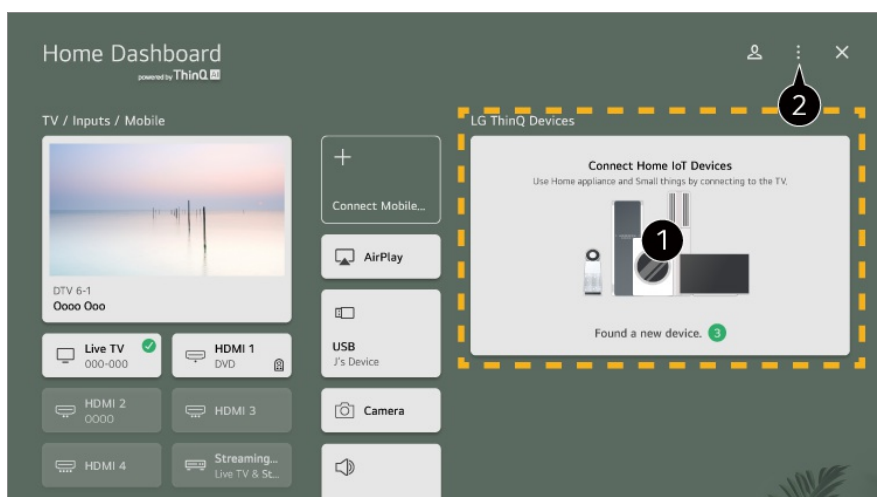 Home Dashboard
powered by ThinQ AI
2
TV / Inputs / Mobile
DTV 6-1
Oooo Ooo
Live TV
000-000
HDMI 1
DVD
HDMI 2
0000
HDMI 3
HDMI 4
Streaming...
Live TV & St...
+
Connect Mobile...
AirPlay
USB
J's Device
Camera
LG ThinQ Devices
Connect Home IoT Devices
Use Home appliance and Small things by connecting to the TV.
1
Found a new device. 3